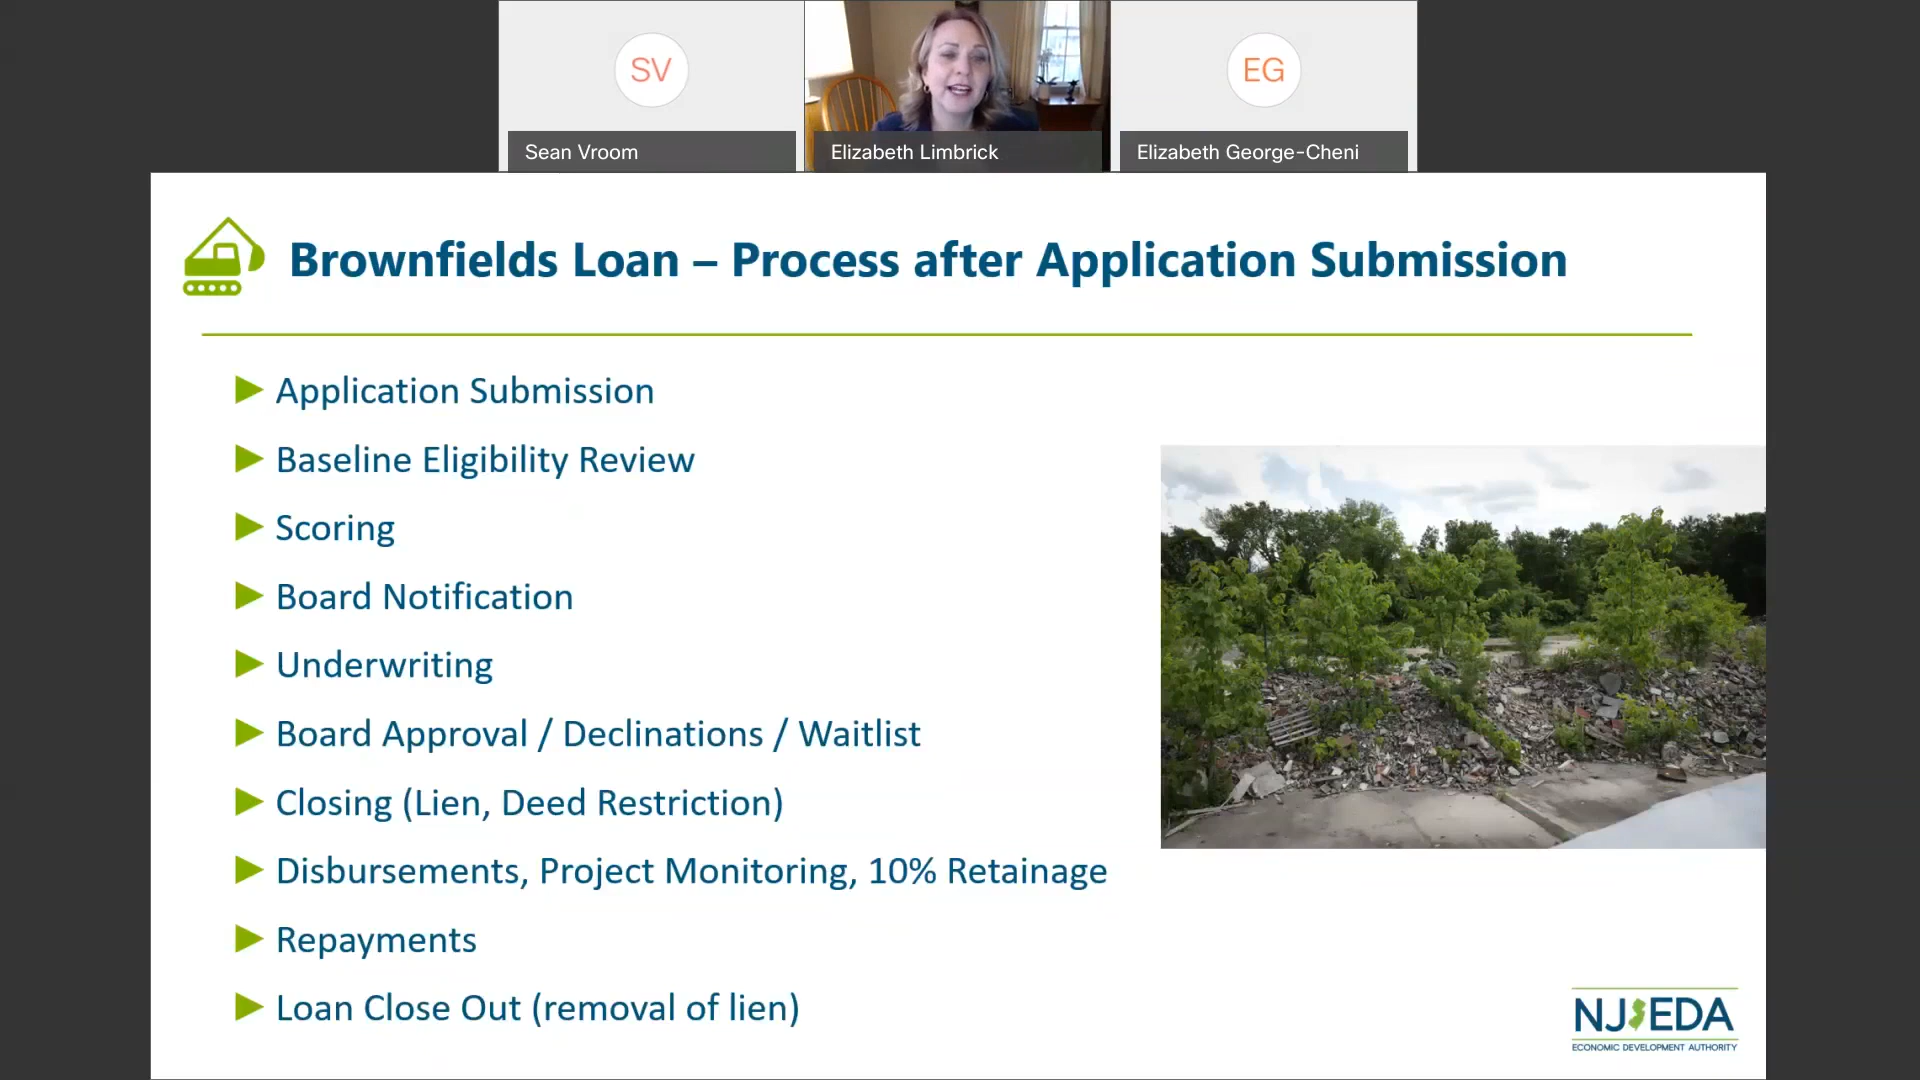 SV
EG
Sean Vroom
Elizabeth Limbrick
Elizabeth George-Cheni
Brownfields Loan – Process after Application Submission
Application Submission
Baseline Eligibility Review
Scoring
Board Notification
Underwriting
Board Approval / Declinations / Waitlist
Closing (Lien, Deed Restriction)
Disbursements, Project Monitoring, 10% Retainage
Repayments
Loan Close Out (removal of lien)
NJEDA
ECONOMIC DEVELOPMENT AUTHORITY